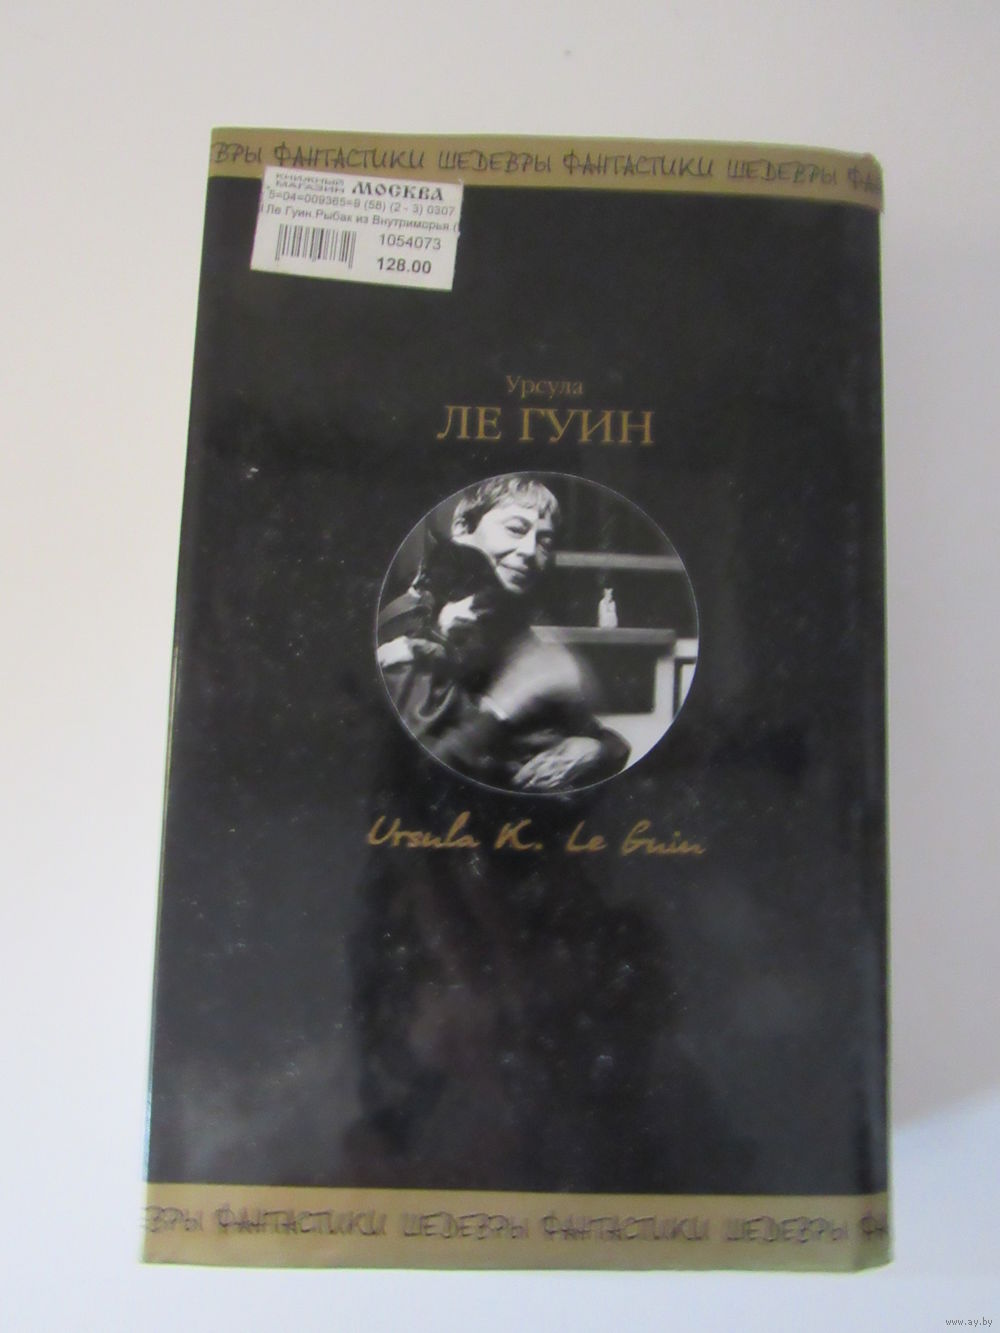 ВРЫ ФАНТАСТИКИ ШЕДЕВРЫ ФАНТАСТИКИ ШЕДЕВРЫ ФА
КНИЖНЫЙ МАГАЗИН МОСКВА
5=04=009365=9 (58) (2 - 3) 0307
Ле Гуин Рыбак из Внутриморья (
1054073
128.00
Урсула
ЛЕ ГУИН
Ursula K. Le Guin
ВРЫ ФАНТАСТИКИ ШЕДЕВРЫ ФАНТАСТИКИ ШЕДЕВРЫ ФА
www.ay.by